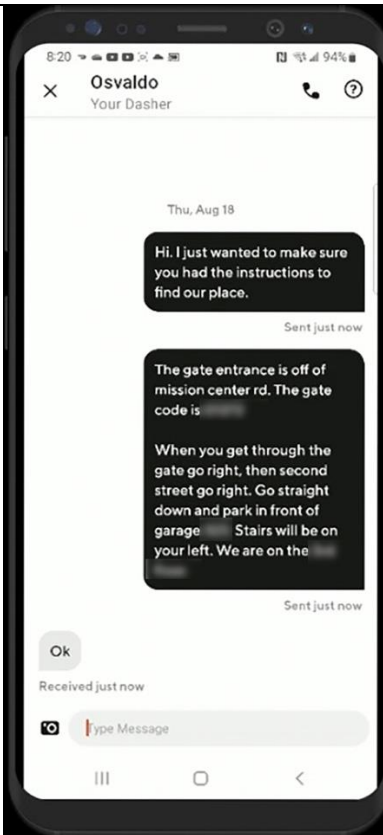 8:20
94%
Osvaldo
Your Dasher
Thu, Aug 18
Hi. I just wanted to make sure
you had the instructions to
find our place.
Sent just now
The gate entrance is off of
mission center rd. The gate
code is
When you get through the
gate go right, then second
street go right. Go straight
down and park in front of
garage Stairs will be on
your left. We are on the
Sent just now
Ok
Received just now
Type Message